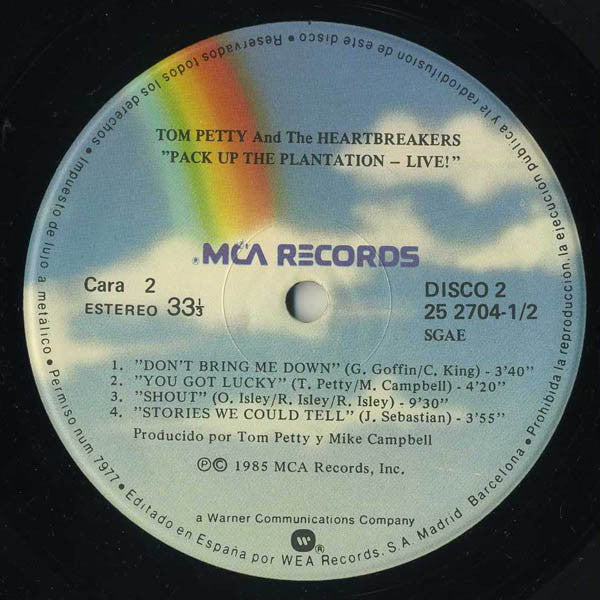 TOM PETTY And The HEARTBREAKERS
"PACK UP THE PLANTATION – LIVE!"
®MCA RECORDS
Cara 2
ESTEREO 33⅓
DISCO 2
25 2704-1/2
SGAE
1. "DON'T BRING ME DOWN" (G. Goffin/C. King) - 3'40"
2. "YOU GOT LUCKY" (T. Petty/M. Campbell) - 4'20"
3. "SHOUT" (O. Isley/R. Isley/R. Isley) - 9'30"
4. "STORIES WE COULD TELL" (J. Sebastian) - 3'55"
Producido por Tom Petty y Mike Campbell
℗© 1985 MCA Records, Inc.
a Warner Communications Company
W®
Editado en España por WEA Records, S.A. Madrid Barcelona • Prohibida la reproduccion, la ejecucion publica y la radiodifusion de este disco • Reservados todos los derechos • Impuesto de lujo a metálico • Permiso num 7977 •